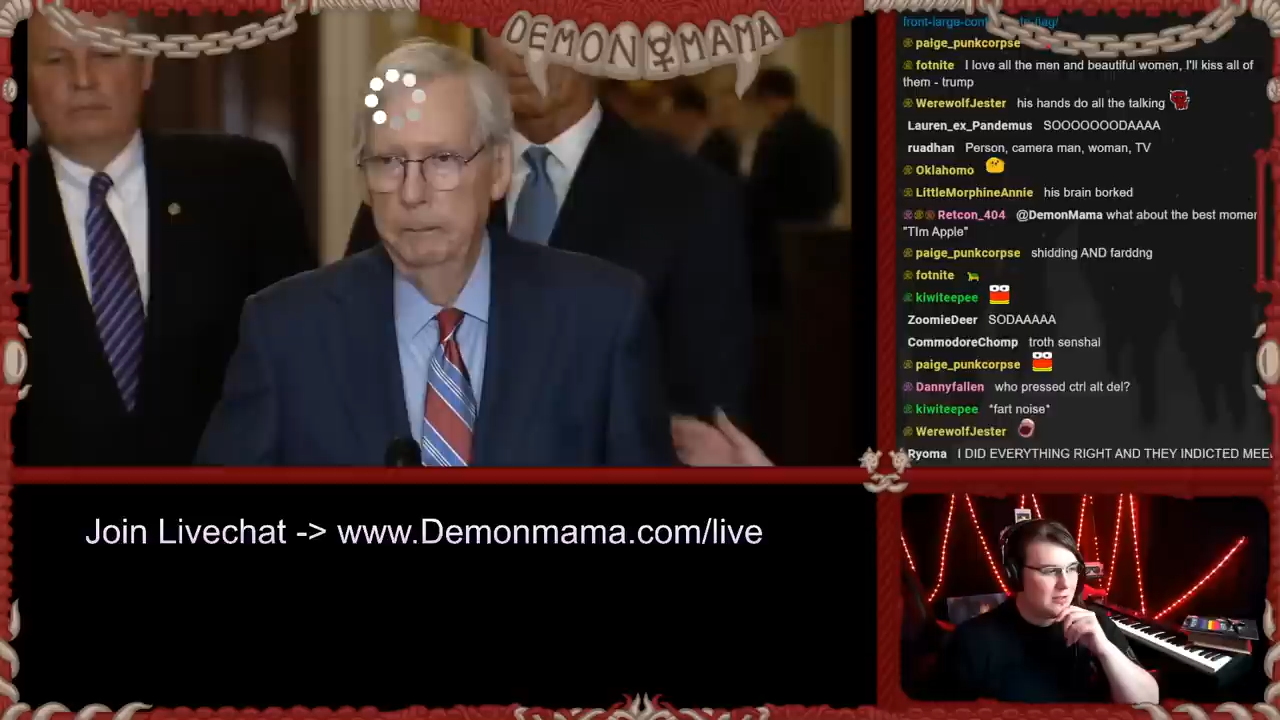 DEMON MAMA
paige_punkcorpse
fotnite I love all the men and beautiful women, I'll kiss all of
them - trump
WerewolfJester his hands do all the talking
Lauren_ex_Pandemus SOOOOOOODAAAA
ruadhan Person, camera man, woman, TV
Oklahomo
LittleMorphineAnnie his brain borked
Retcon_404 @DemonMama what about the best momen
"TIm Apple"
paige_punkcorpse shidding AND farddng
fotnite
kiwiteepee
ZoomieDeer SODAAAAA
CommodoreChomp troth senshal
paige_punkcorpse
Dannyfallen who pressed ctrl alt del?
kiwiteepee *fart noise*
WerewolfJester
Ryoma I DID EVERYTHING RIGHT AND THEY INDICTED MEE
Join Livechat -> www.Demonmama.com/live